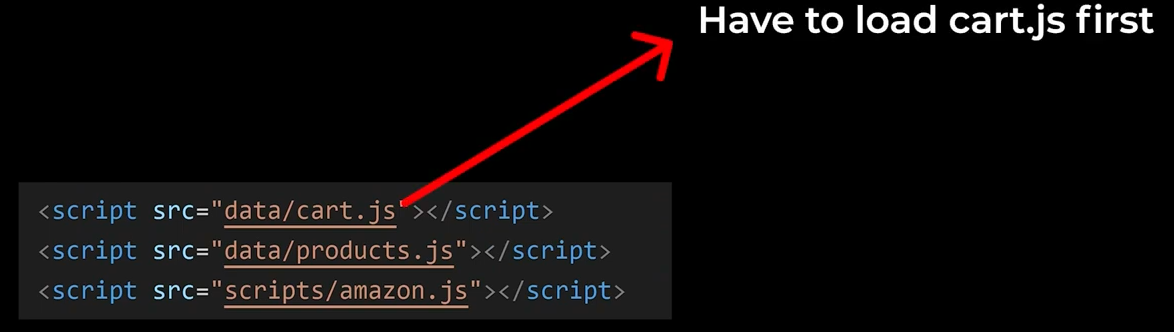 Have to load cart.js first
<script src="data/cart.js"></script>
<script src="data/products.js"></script>
<script src="scripts/amazon.js"></script>